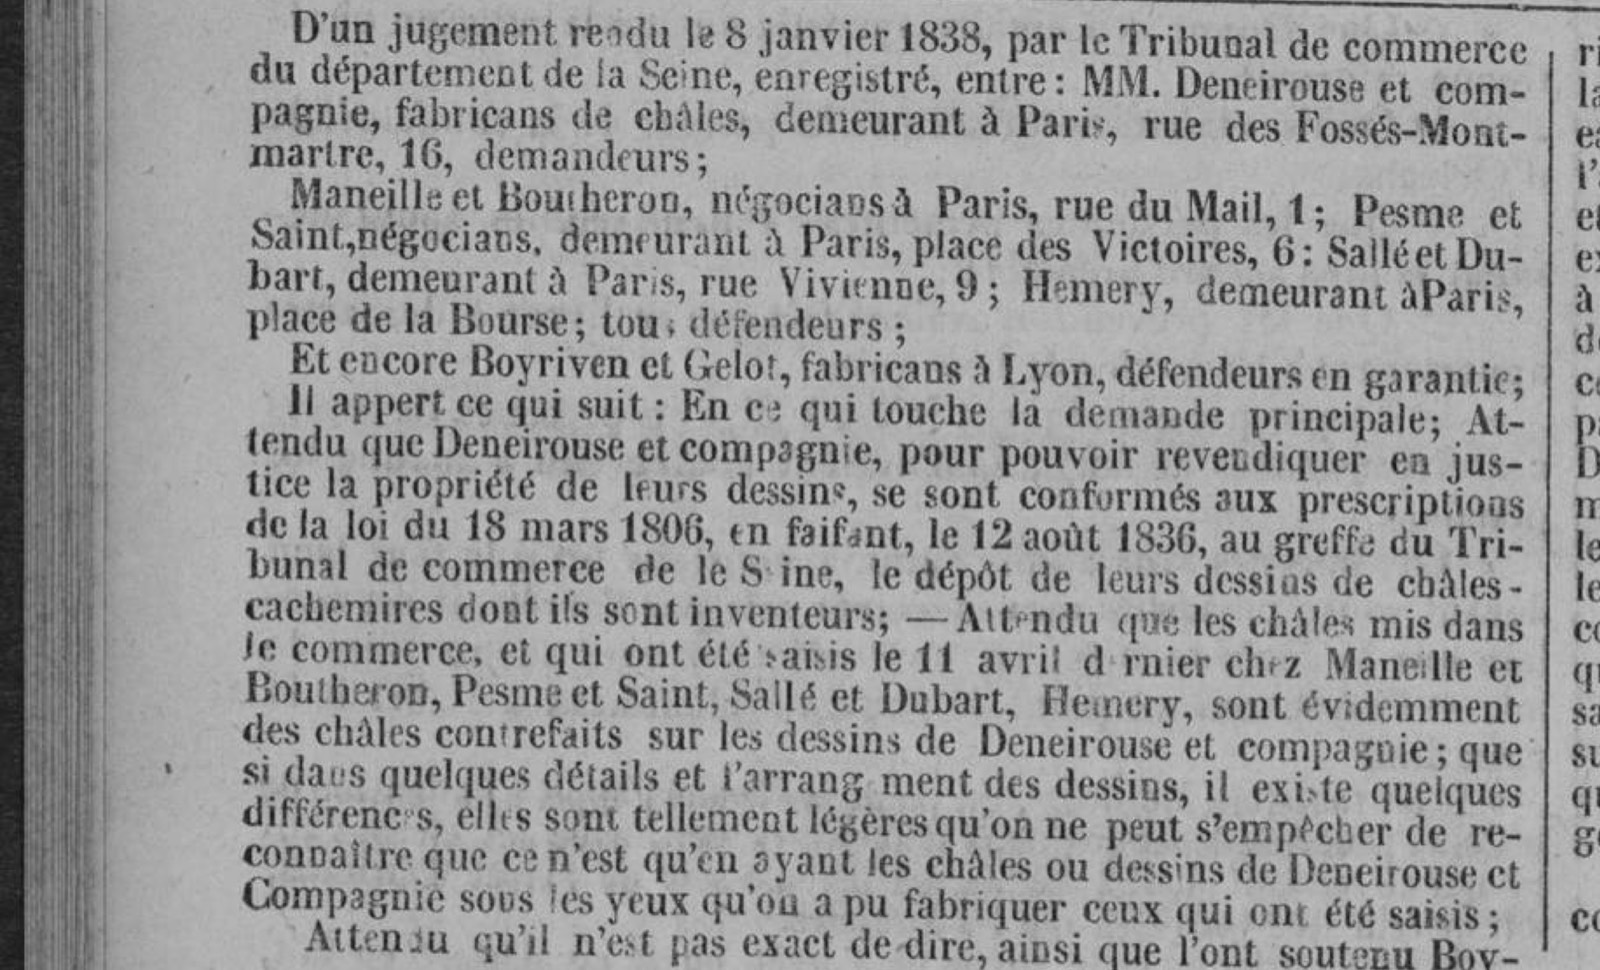 D'un jugement rendu le 8 janvier 1838, par le Tribunal de commerce
du département de la Seine, enregistré, entre : MM. Deneirouse et com-
pagnie, fabricans de châles, demeurant à Paris, rue des Fossés-Mont-
martre, 16, demandeurs ;
Maneille et Boutheron, négocians à Paris, rue du Mail, 1 ; Pesme et
Saint,négocians, demeurant à Paris, place des Victoires, 6 : Sallé et Du-
bart, demeurant à Paris, rue Vivienne, 9 ; Hemery, demeurant àParis,
place de la Bourse ; tous défendeurs ;
Et encore Boyriven et Gelot, fabricans à Lyon, défendeurs en garantie ;
Il appert ce qui suit : En ce qui touche la demande principale ; At-
tendu que Deneirouse et compagnie, pour pouvoir revendiquer en jus-
tice la propriété de leurs dessins, se sont conformés aux prescriptions
de la loi du 18 mars 1806, en faifant, le 12 août 1836, au greffe du Tri-
bunal de commerce de le S ine, le dépôt de leurs dessins de châles-
cachemires dont ils sont inventeurs ; — Attendu que les châles mis dans
le commerce, et qui ont été saisis le 11 avril d rnier chez Maneille et
Boutheron, Pesme et Saint, Sallé et Dubart, Hemery, sont évidemment
des châles contrefaits sur les dessins de Deneirouse et compagnie ; que
si dans quelques détails et l'arrang ment des dessins, il existe quelques
différences, elles sont tellement légères qu'on ne peut s'empêcher de re-
connaître que ce n'est qu'en ayant les châles ou dessins de Deneirouse et
Compagnie sous les yeux qu'on a pu fabriquer ceux qui ont été saisis ;
Attendu qu'il n'est pas exact de dire, ainsi que l'ont soutenu Boy-